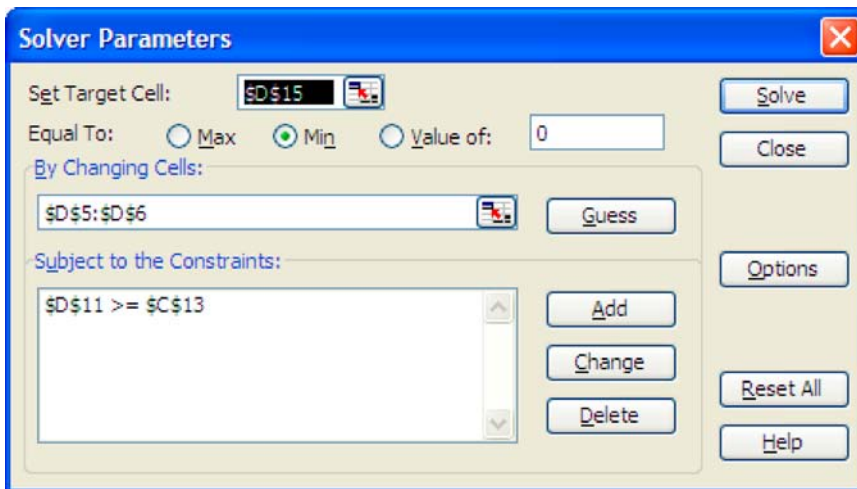 Solver Parameters
Set Target Cell: $D$15 Solve
Equal To: Max Min Value of: 0
Close
By Changing Cells:
$D$5:$D$6 Guess
Subject to the Constraints: Options
$D$11 >= $C$13 Add
Change
Reset All
Delete
Help